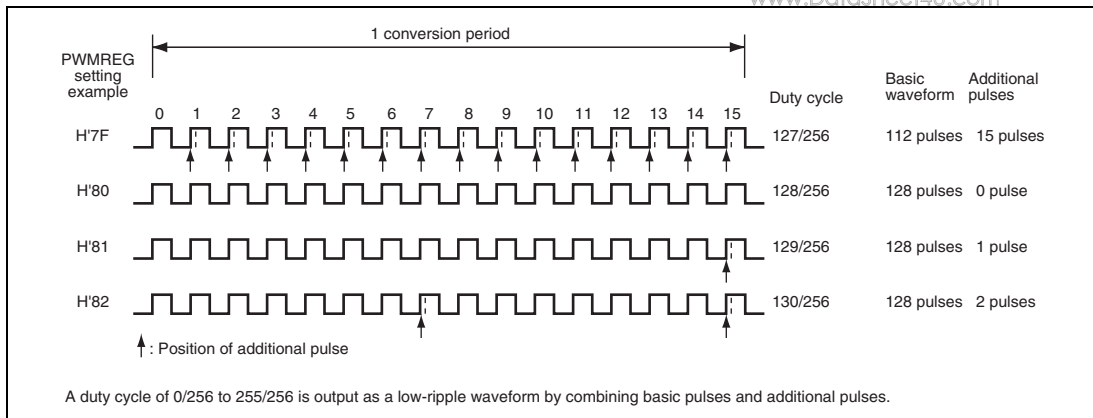 www.DataSheet4U.com
1 conversion period
PWMREG
setting
example
Duty cycle
Basic
waveform
Additional
pulses
0 1 2 3 4 5 6 7 8 9 10 11 12 13 14 15
H'7F 127/256 112 pulses 15 pulses
H'80 128/256 128 pulses 0 pulse
H'81 129/256 128 pulses 1 pulse
H'82 130/256 128 pulses 2 pulses
: Position of additional pulse
A duty cycle of 0/256 to 255/256 is output as a low-ripple waveform by combining basic pulses and additional pulses.